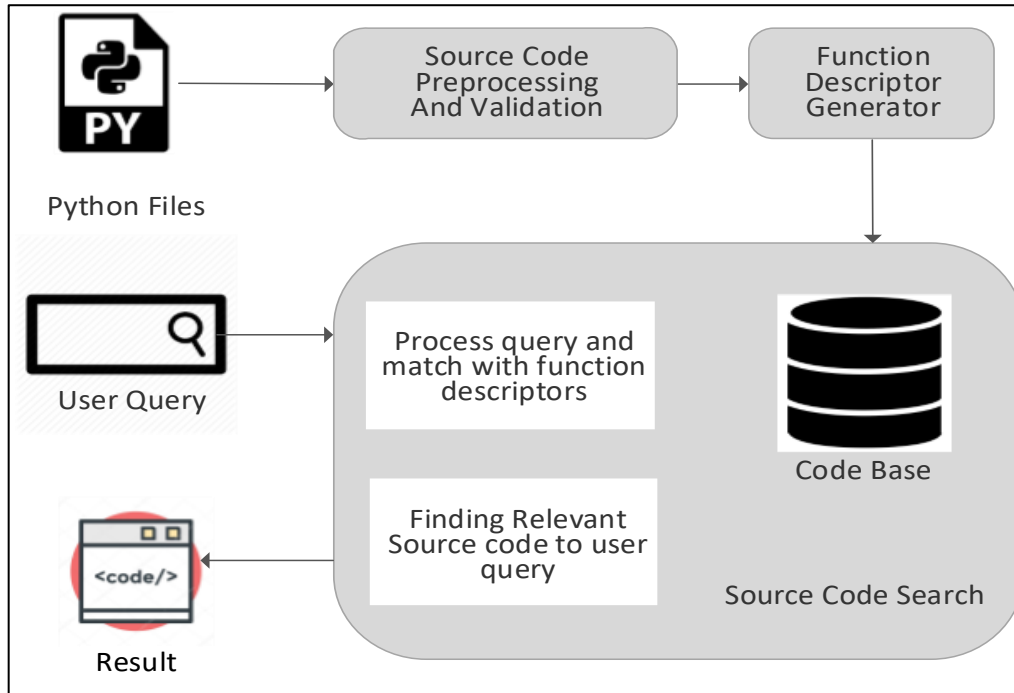 PY
Python Files
Source Code
Preprocessing
And Validation
Function
Descriptor
Generator
User Query
Process query and
match with function
descriptors
Code Base
Finding Relevant
Source code to user
query
Source Code Search
<code/>
Result